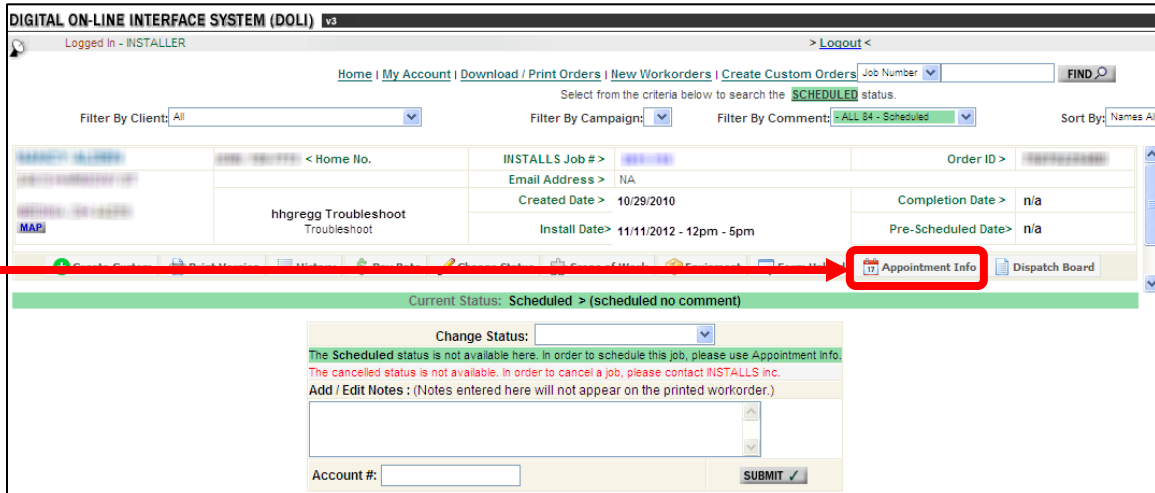 DIGITAL ON-LINE INTERFACE SYSTEM (DOLI) v3
Logged In - INSTALLER > Logout <
Home | My Account | Download / Print Orders | New Workorders | Create Custom Orders Job Number FIND
Select from the criteria below to search the SCHEDULED status.
Filter By Client: All Filter By Campaign: Filter By Comment: - ALL 84 - Scheduled Sort By: Names
< Home No. INSTALLS Job # > Order ID >
Email Address > NA
Created Date > 10/29/2010 Completion Date > n/a
hhgregg Troubleshoot
MAP Troubleshoot Install Date> 11/11/2012 - 12pm - 5pm Pre-Scheduled Date> n/a
Appointment Info Dispatch Board
Current Status: Scheduled > (scheduled no comment)
Change Status:
The Scheduled status is not available here. In order to schedule this job, please use Appointment Info.
The cancelled status is not available. In order to cancel a job, please contact INSTALLS inc.
Add / Edit Notes : (Notes entered here will not appear on the printed workorder.)
Account #: SUBMIT ✓